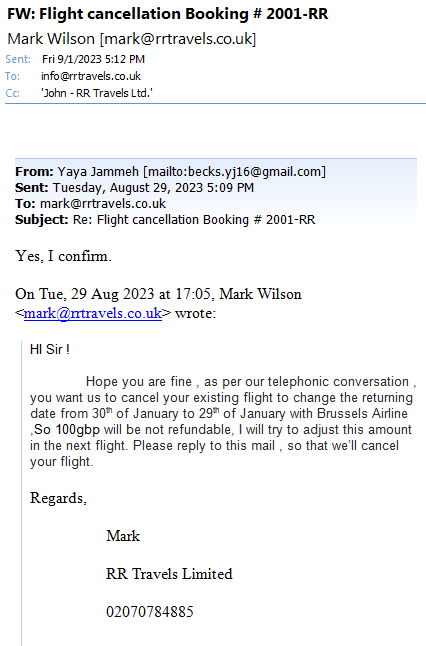 FW: Flight cancellation Booking # 2001-RR
Mark Wilson [mark@rrtravels.co.uk]
Sent: Fri 9/1/2023 5:12 PM
To: info@rrtravels.co.uk
Cc: 'John - RR Travels Ltd.'
From: Yaya Jammeh [mailto:becks.yj16@gmail.com]
Sent: Tuesday, August 29, 2023 5:09 PM
To: mark@rrtravels.co.uk
Subject: Re: Flight cancellation Booking # 2001-RR
Yes, I confirm.
On Tue, 29 Aug 2023 at 17:05, Mark Wilson
<mark@rrtravels.co.uk> wrote:
HI Sir !
Hope you are fine , as per our telephonic conversation ,
you want us to cancel your existing flight to change the returning
date from 30th of January to 29th of January with Brussels Airline
,So 100gbp will be not refundable, I will try to adjust this amount
in the next flight. Please reply to this mail , so that we'll cancel
your flight.
Regards,
Mark
RR Travels Limited
02070784885